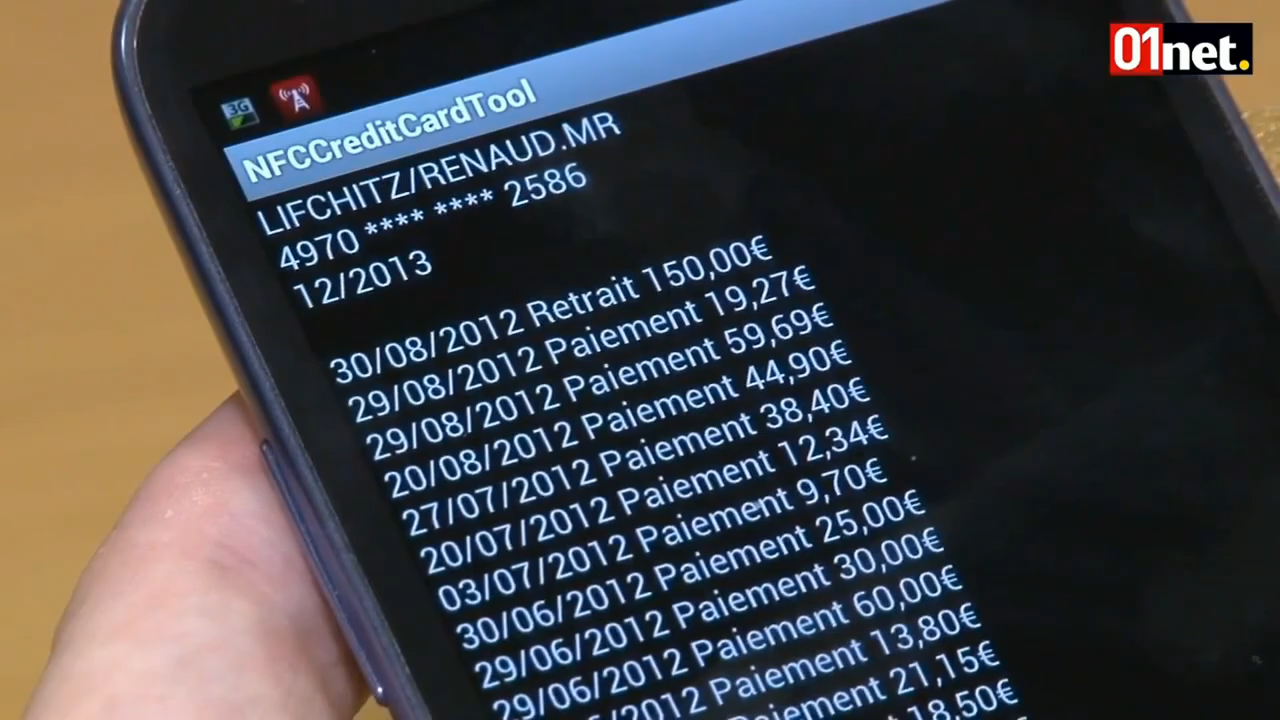 01net.
3G
NFCCreditCardTool
LIFCHITZ/RENAUD.MR
4970 **** **** 2586
12/2013
30/08/2012 Retrait 150,00€
29/08/2012 Paiement 19,27€
29/08/2012 Paiement 59,69€
20/08/2012 Paiement 44,90€
27/07/2012 Paiement 38,40€
20/07/2012 Paiement 12,34€
03/07/2012 Paiement 9,70€
30/06/2012 Paiement 25,00€
29/06/2012 Paiement 30,00€
29/06/2012 Paiement 60,00€
Paiement 13,80€
Paiement 21,15€
18,50€